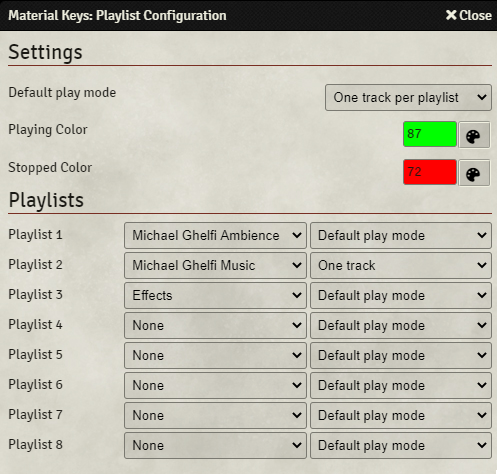 Material Keys: Playlist Configuration Close
Settings
Default play mode One track per playlist
Playing Color 87
Stopped Color 72
Playlists
Playlist 1 Michael Ghelfi Ambience Default play mode
Playlist 2 Michael Ghelfi Music One track
Playlist 3 Effects Default play mode
Playlist 4 None Default play mode
Playlist 5 None Default play mode
Playlist 6 None Default play mode
Playlist 7 None Default play mode
Playlist 8 None Default play mode